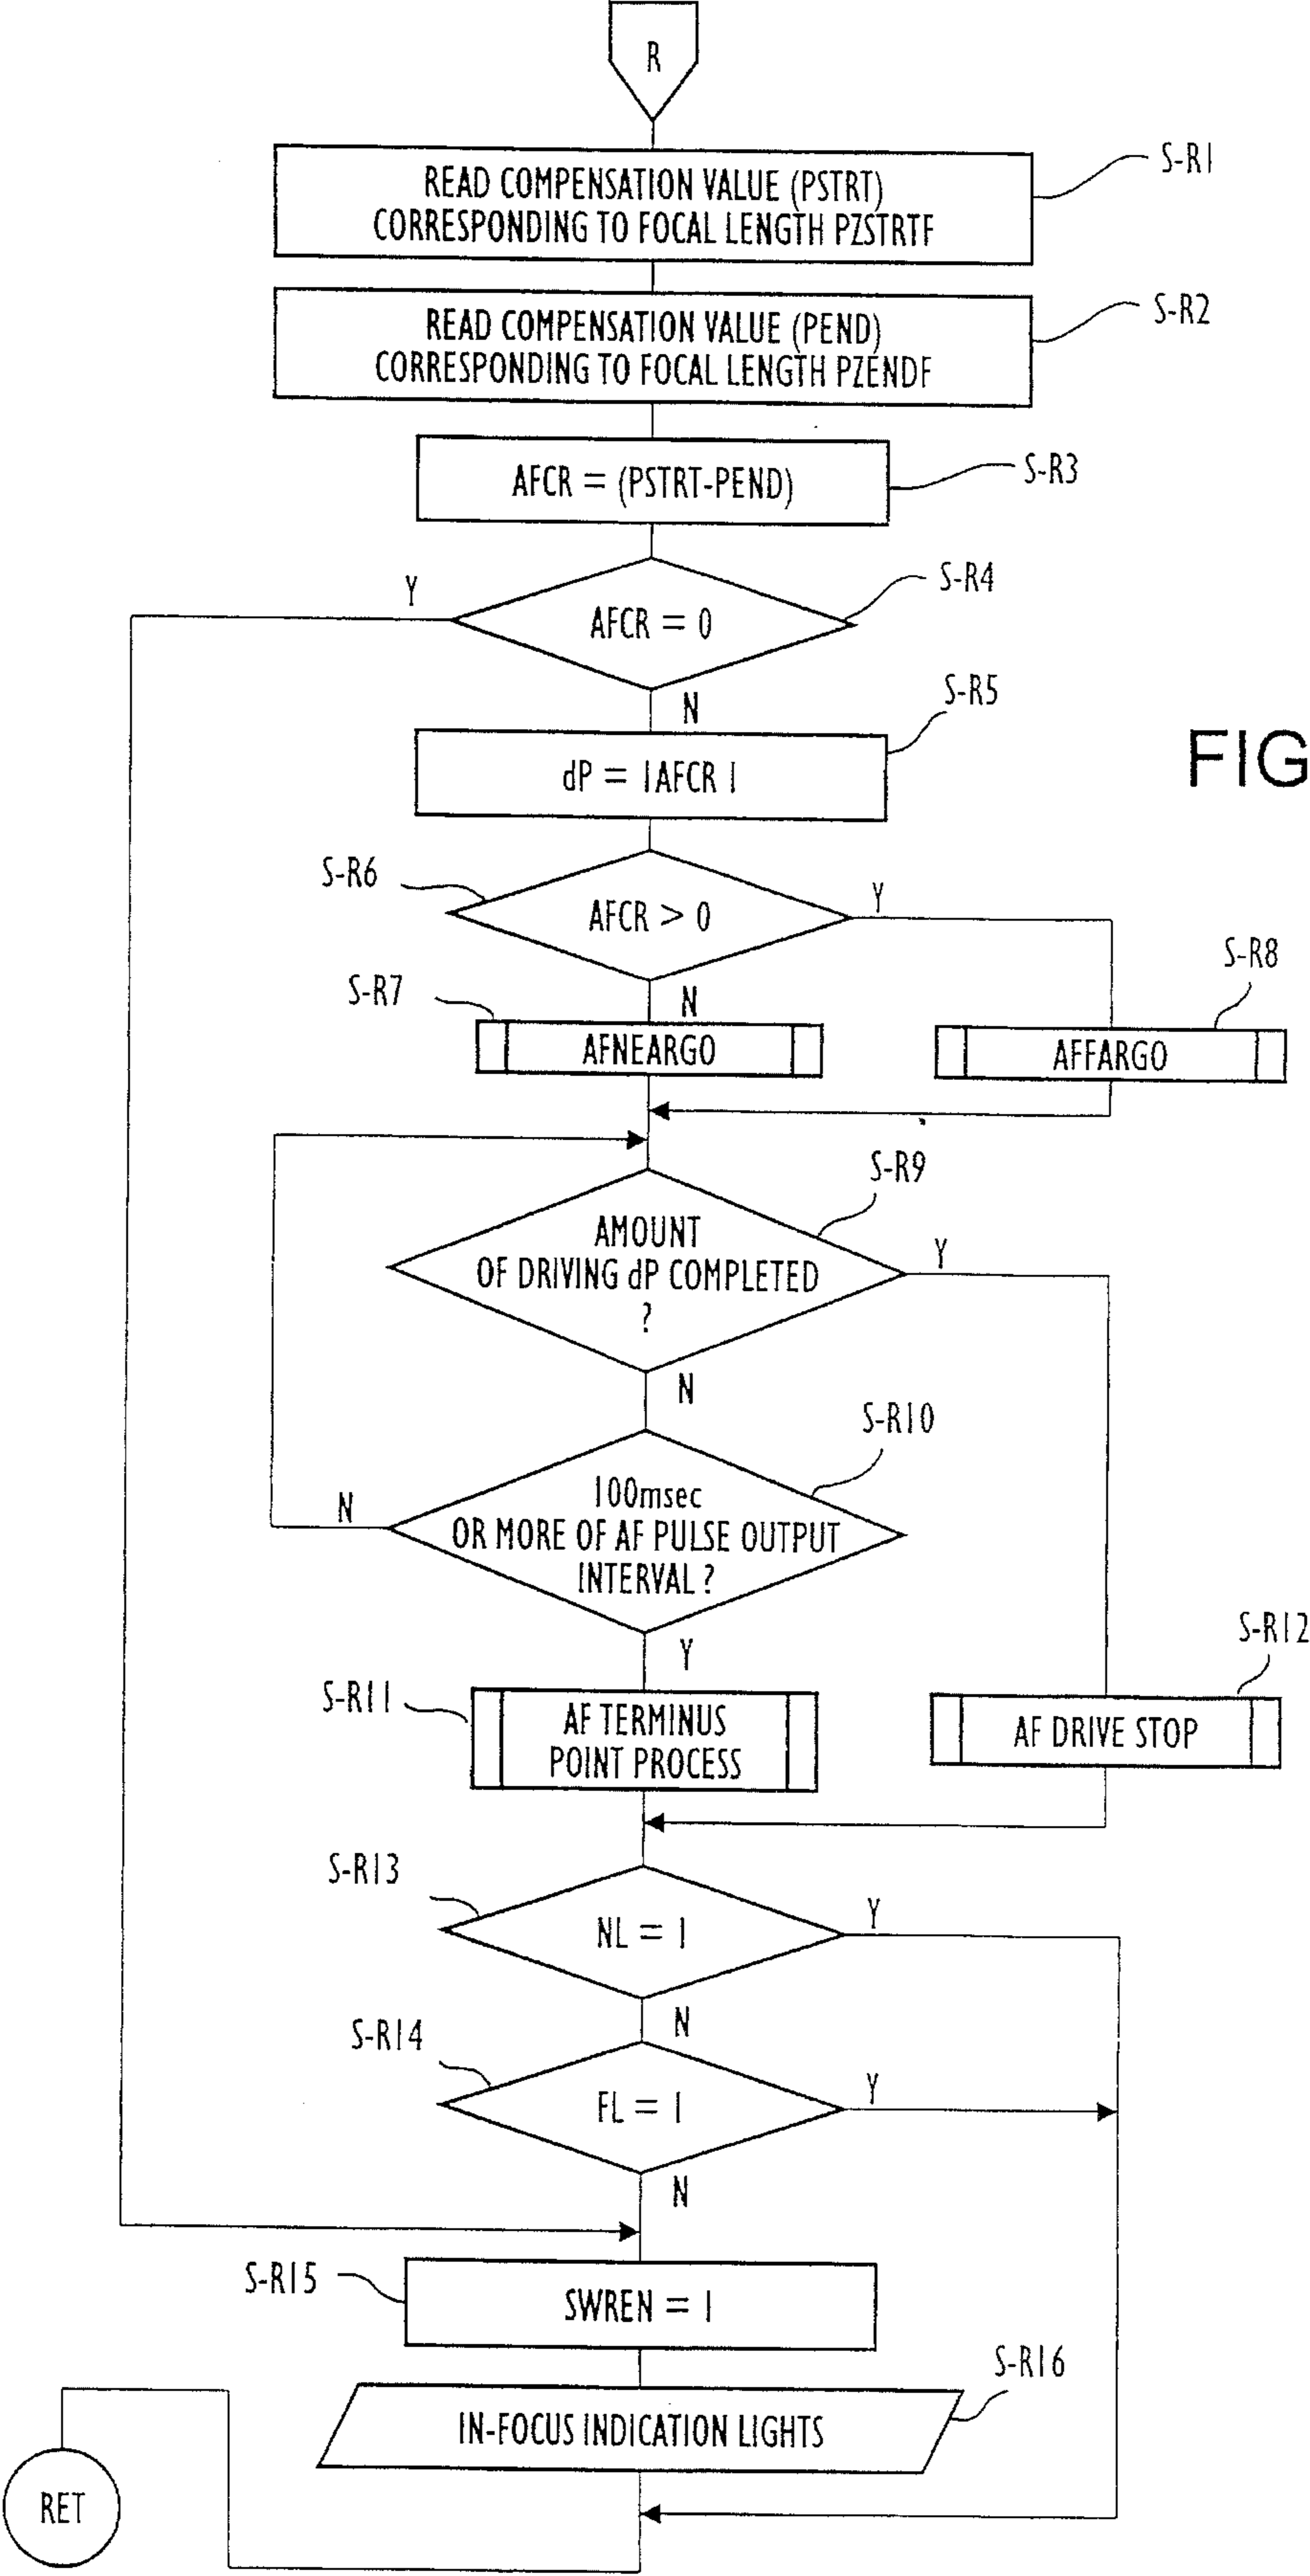 R
S-R1
READ COMPENSATION VALUE (PSTRT)
CORRESPONDING TO FOCAL LENGTH PZSTRTF
S-R2
READ COMPENSATION VALUE (PEND)
CORRESPONDING TO FOCAL LENGTH PZENDF
S-R3
AFCR = (PSTRT-PEND)
S-R4
Y
AFCR = 0
N
S-R5
dP = |AFCR |
FIG
S-R6
AFCR > 0
Y
N
S-R7
AFNEARGO
S-R8
AFFARGO
S-R9
AMOUNT
OF DRIVING dP COMPLETED
?
Y
N
S-R10
100msec
OR MORE OF AF PULSE OUTPUT
INTERVAL ?
N
Y
S-R11
AF TERMINUS
POINT PROCESS
S-R12
AF DRIVE STOP
S-R13
NL = 1
Y
N
S-R14
FL = 1
Y
N
S-R15
SWREN = 1
S-R16
IN-FOCUS INDICATION LIGHTS
RET